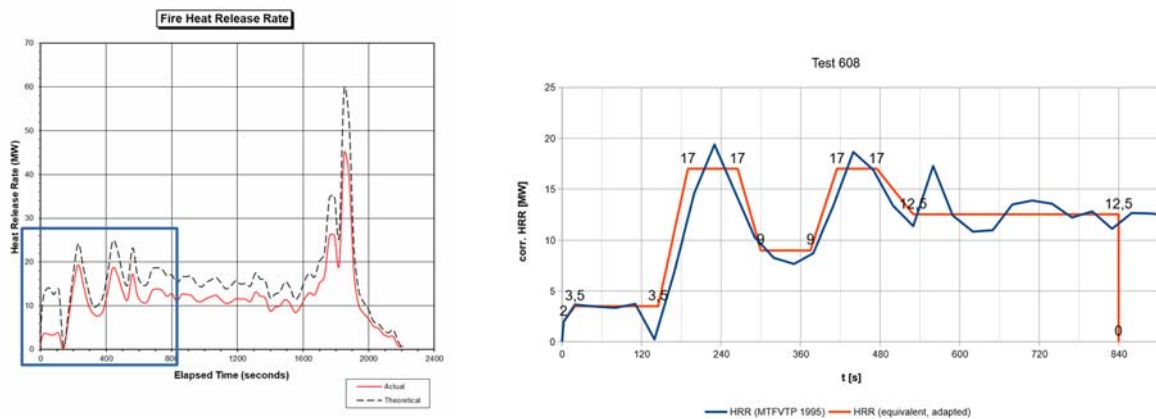 Fire Heat Release Rate
70
60
50
40
30
20
10
0
Heat Release Rate (MW)
0 400 800 1200 1600 2000 2400
Elapsed Time (seconds)
Actual
Theoretical
Test 608
25
20
15
10
5
0
corr. HRR [MW]
2 3,5 3,5 17 17 9 9 17 17 12,5 12,5 0
0 120 240 360 480 600 720 840
t [s]
HRR (MTFVTP 1995) HRR (equivalent, adapted)